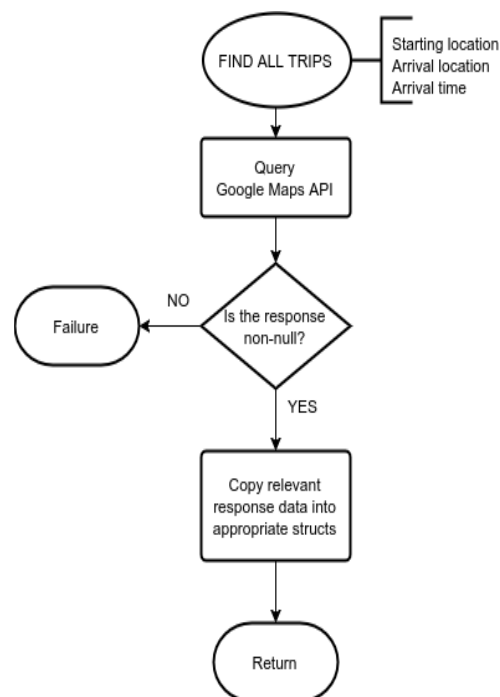 FIND ALL TRIPS
Starting location
Arrival location
Arrival time
Query
Google Maps API
Is the response
non-null?
NO
Failure
YES
Copy relevant
response data into
appropriate structs
Return